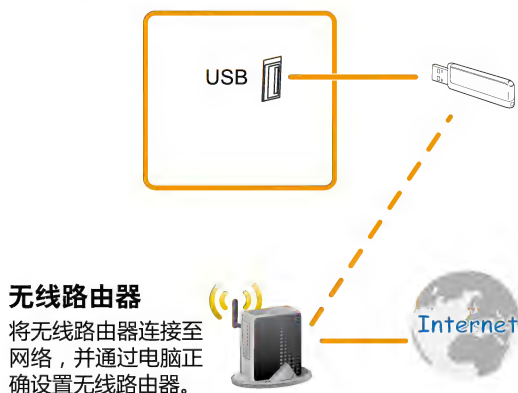 USB
Internet
无线路由器
将无线路由器连接至
网络，并通过电脑正
确设置无线路由器。